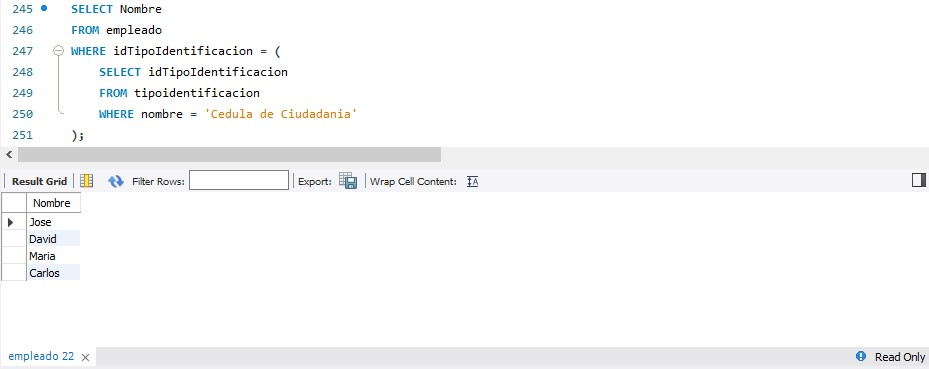 245 SELECT Nombre
246 FROM empleado
247 WHERE idTipoIdentificacion = (
248 SELECT idTipoIdentificacion
249 FROM tipoidentificacion
250 WHERE nombre = 'Cedula de Ciudadania'
251 );
Result Grid Filter Rows: Export: Wrap Cell Content: IA
Nombre
Jose
David
Maria
Carlos
empleado 22 × Read Only